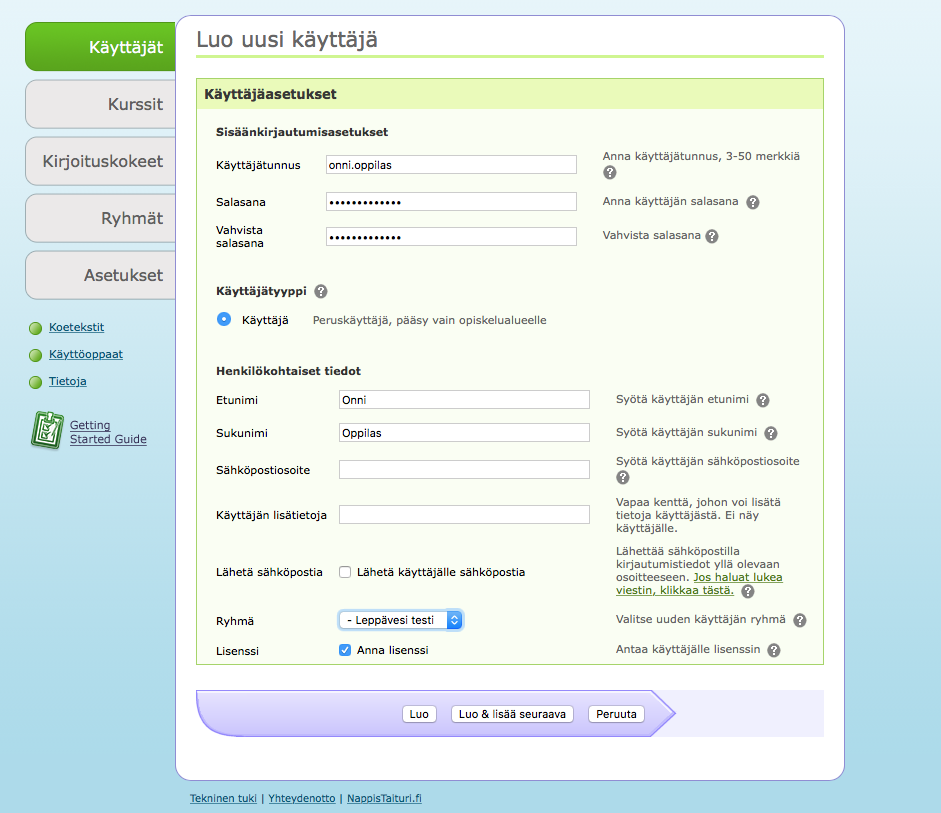 Käyttäjät
Kurssit
Kirjoituskokeet
Ryhmät
Asetukset
Koetekstit
Käyttöoppaat
Tietoja
Getting
Started Guide
Luo uusi käyttäjä
Käyttäjäasetukset
Sisäänkirjautumisasetukset
Käyttäjätunnus onni.oppilas Anna käyttäjätunnus, 3-50 merkkiä
?
Salasana ••••••••••••• Anna käyttäjän salasana ?
Vahvista
salasana ••••••••••••• Vahvista salasana ?
Käyttäjätyyppi ?
Käyttäjä Peruskäyttäjä, pääsy vain opiskelualueelle
Henkilökohtaiset tiedot
Etunimi Onni Syötä käyttäjän etunimi ?
Sukunimi Oppilas Syötä käyttäjän sukunimi ?
Sähköpostiosoite Syötä käyttäjän sähköpostiosoite
?
Käyttäjän lisätietoja
Vapaa kenttä, johon voi lisätä
tietoja käyttäjästä. Ei näy
käyttäjälle.
Lähetä sähköpostia Lähetä käyttäjälle sähköpostia
Lähettää sähköpostilla
kirjautumistiedot yllä olevaan
osoitteeseen. Jos haluat lukea
viestin, klikkaa tästä. ?
Ryhmä - Leppävesi testi Valitse uuden käyttäjän ryhmä ?
Lisenssi Anna lisenssi Antaa käyttäjälle lisenssin ?
Luo Luo & lisää seuraava Peruuta
Tekninen tuki | Yhteydenotto | NappisTaituri.fi